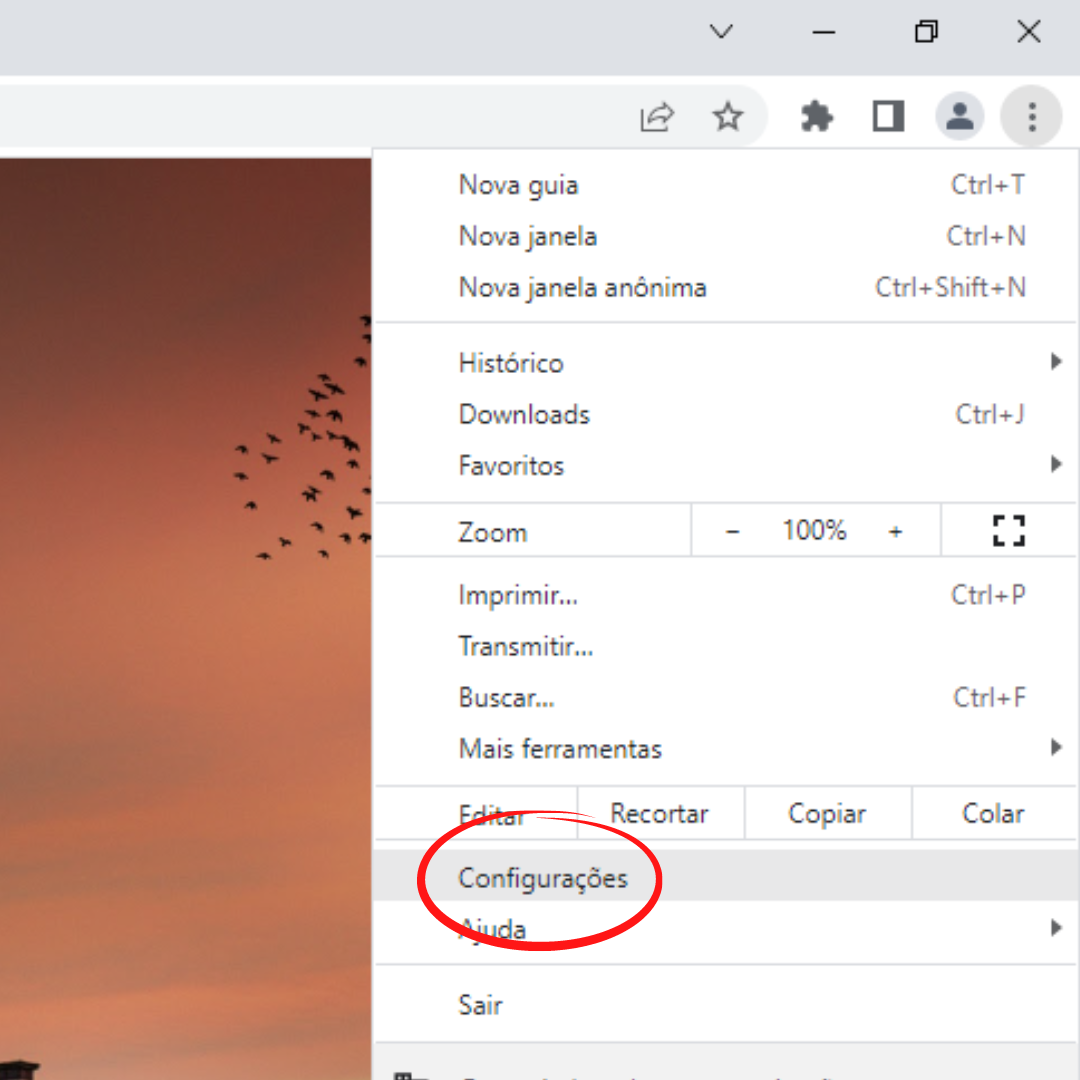 Nova guia Ctrl+T
Nova janela Ctrl+N
Nova janela anônima Ctrl+Shift+N
Histórico
Downloads Ctrl+J
Favoritos
Zoom − 100% +
Imprimir... Ctrl+P
Transmitir...
Buscar... Ctrl+F
Mais ferramentas
Editar Recortar Copiar Colar
Configurações
Ajuda
Sair